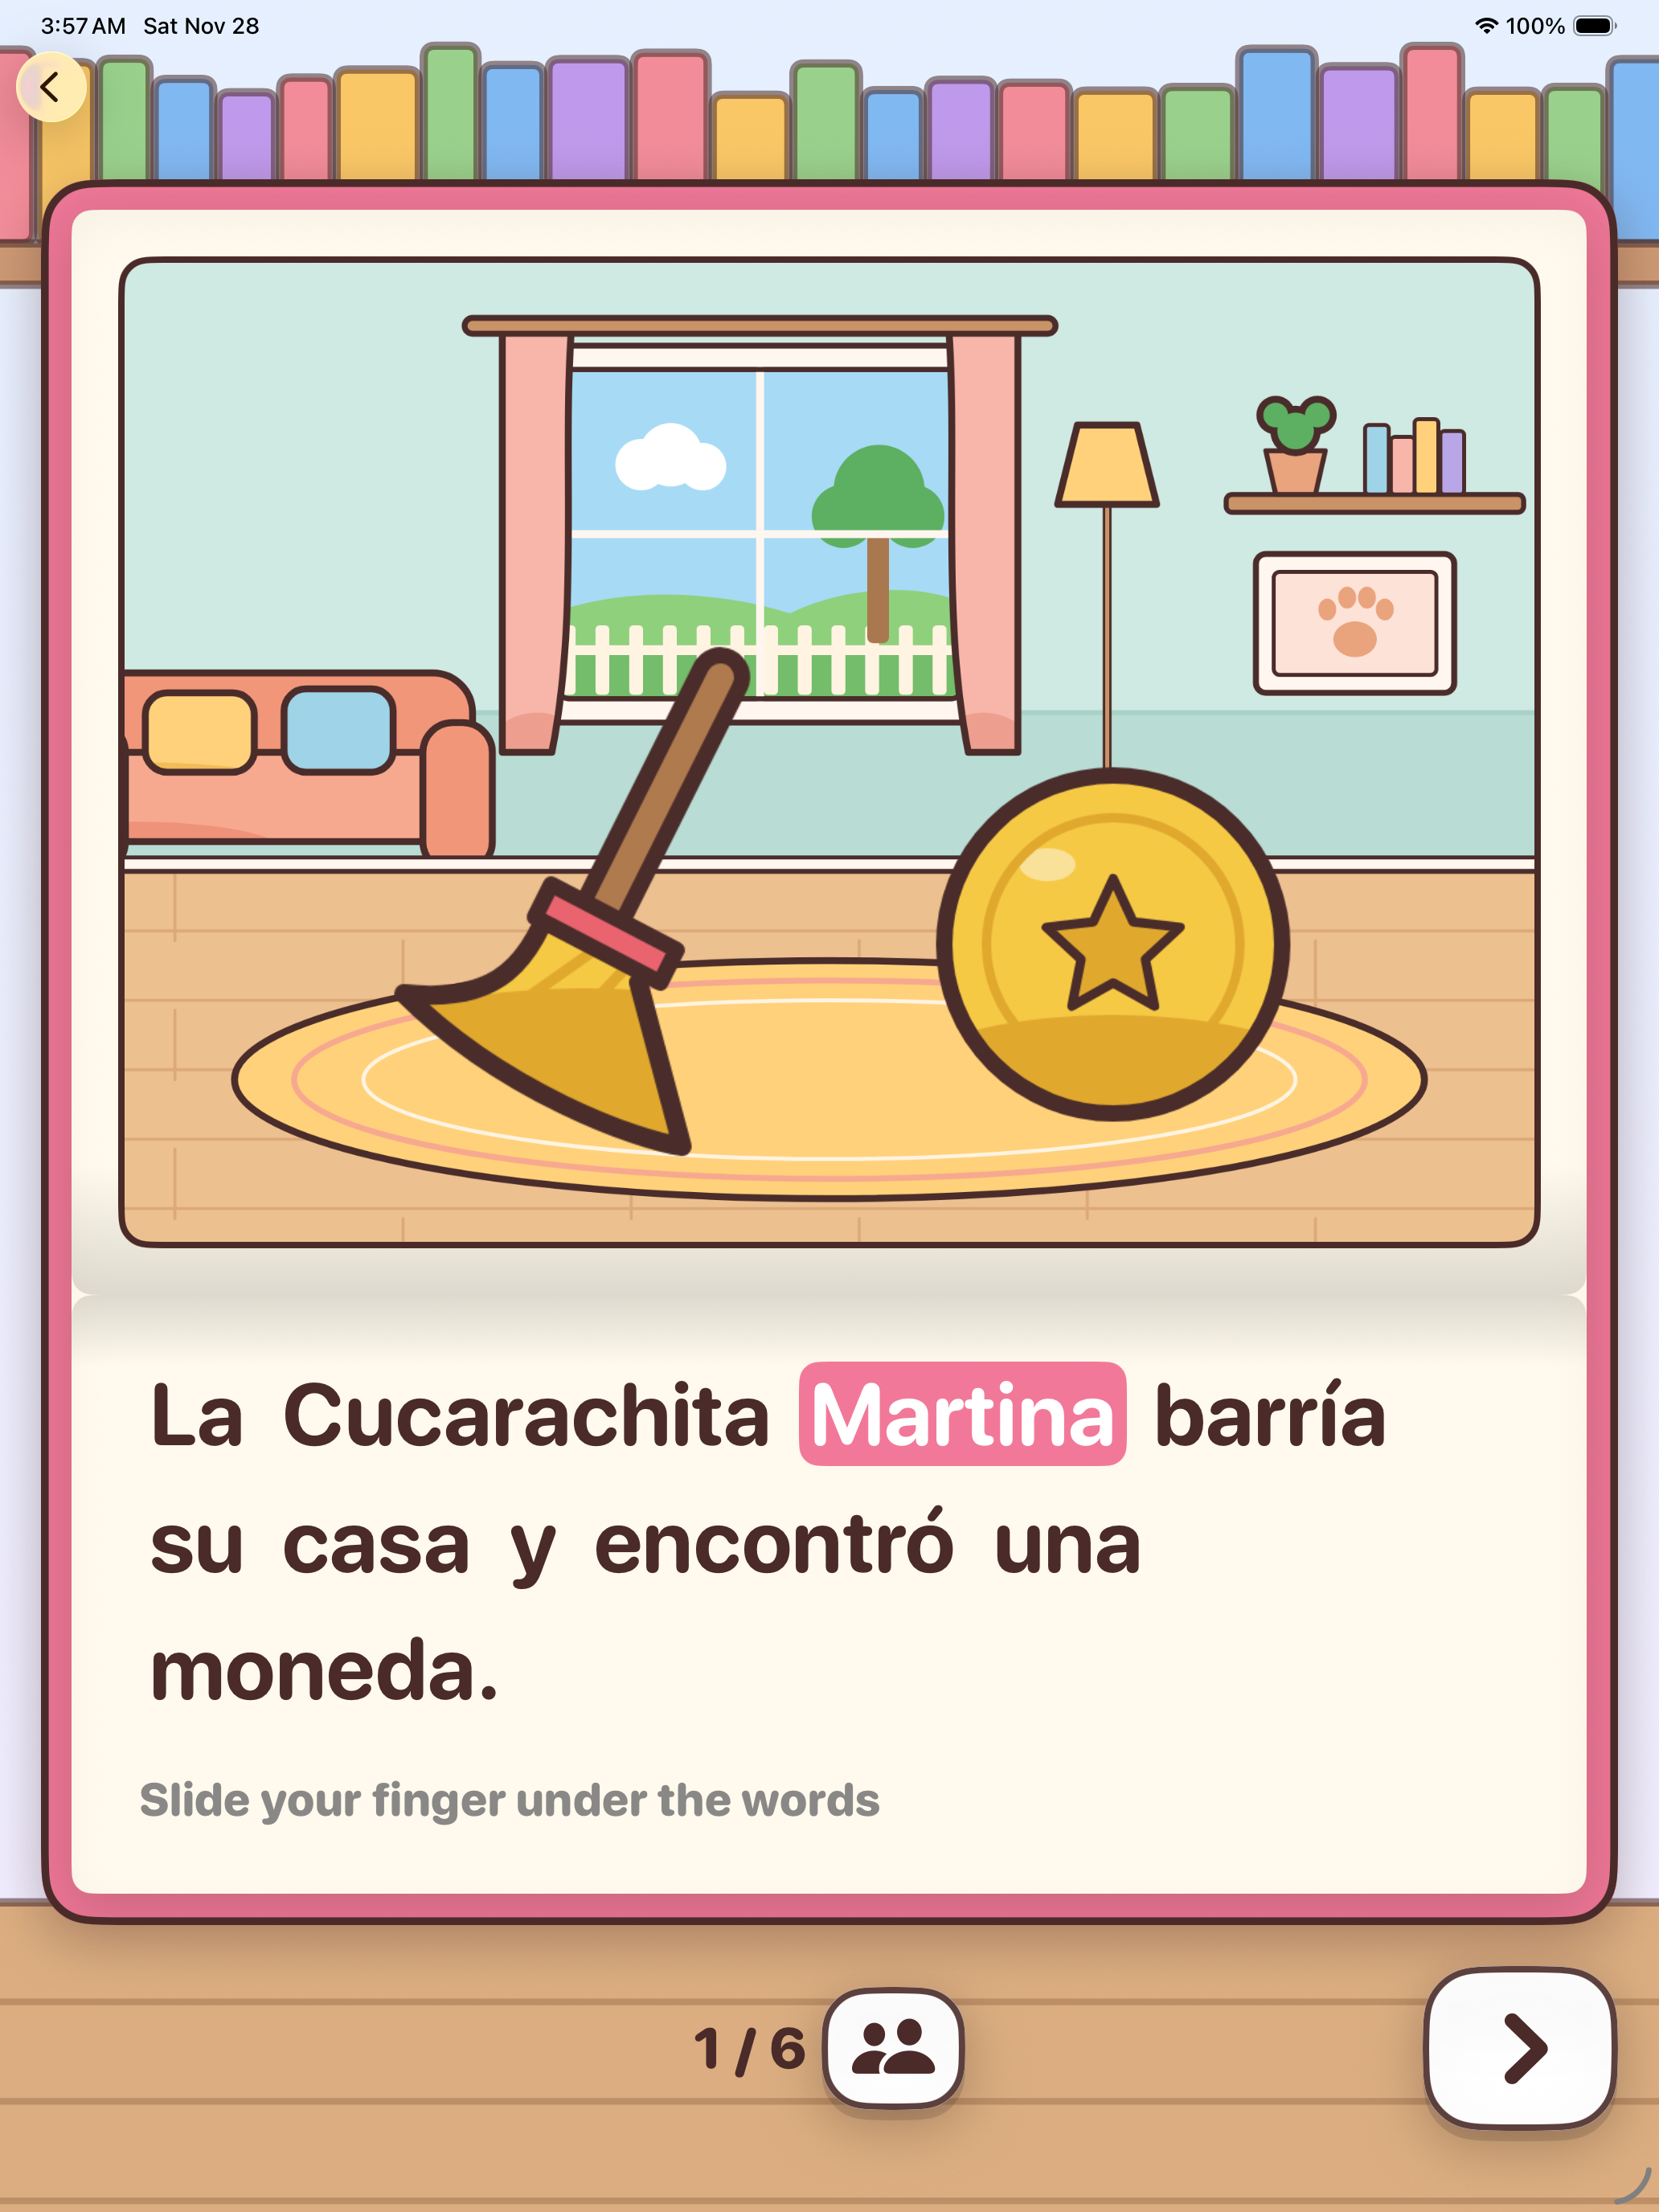 3:57 AM Sat Nov 28
100%
La Cucarachita Martina barría
su casa y encontró una
moneda.
Slide your finger under the words
1 / 6